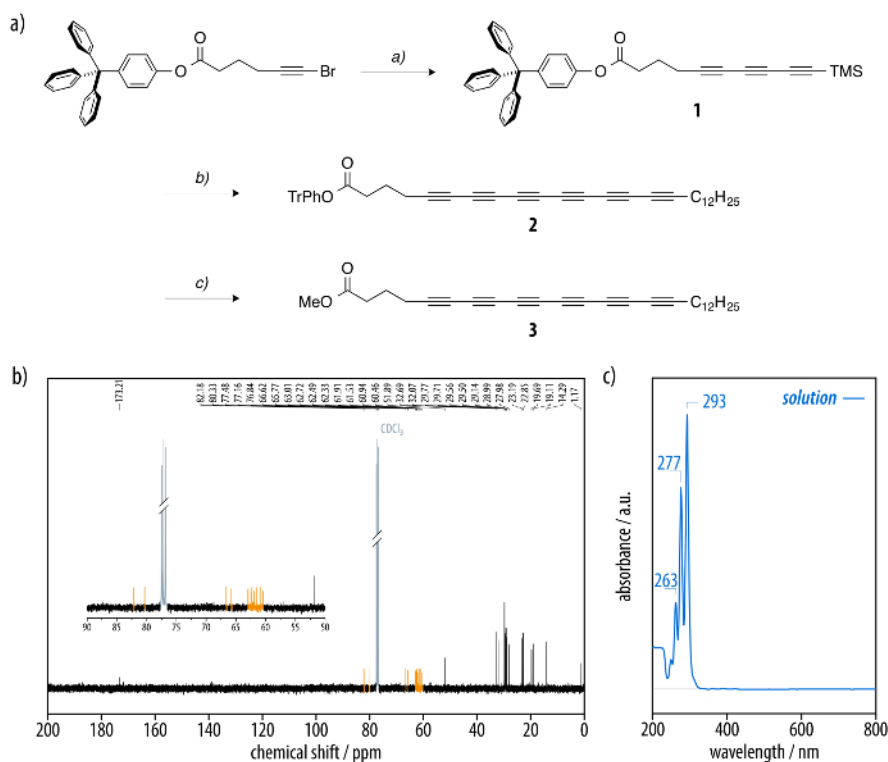 a)
O
O
Br
a)
O
O
TMS
1
b)
O
TrPhO
C12H25
2
c)
O
MeO
C12H25
3
b)
173.21
82.18
80.33
77.48
77.16
76.84
66.62
65.77
63.01
62.72
62.49
62.33
61.91
61.53
60.94
60.46
51.89
32.69
32.07
29.77
29.71
29.56
29.50
29.14
28.99
27.98
23.19
22.85
19.69
19.11
14.29
1.17
CDCl3
90 85 80 75 70 65 60 55 50
200 160 120 80 60 40 20 0
chemical shift / ppm
c)
solution
293
277
263
absorbance / a.u.
200 400 600 800
wavelength / nm